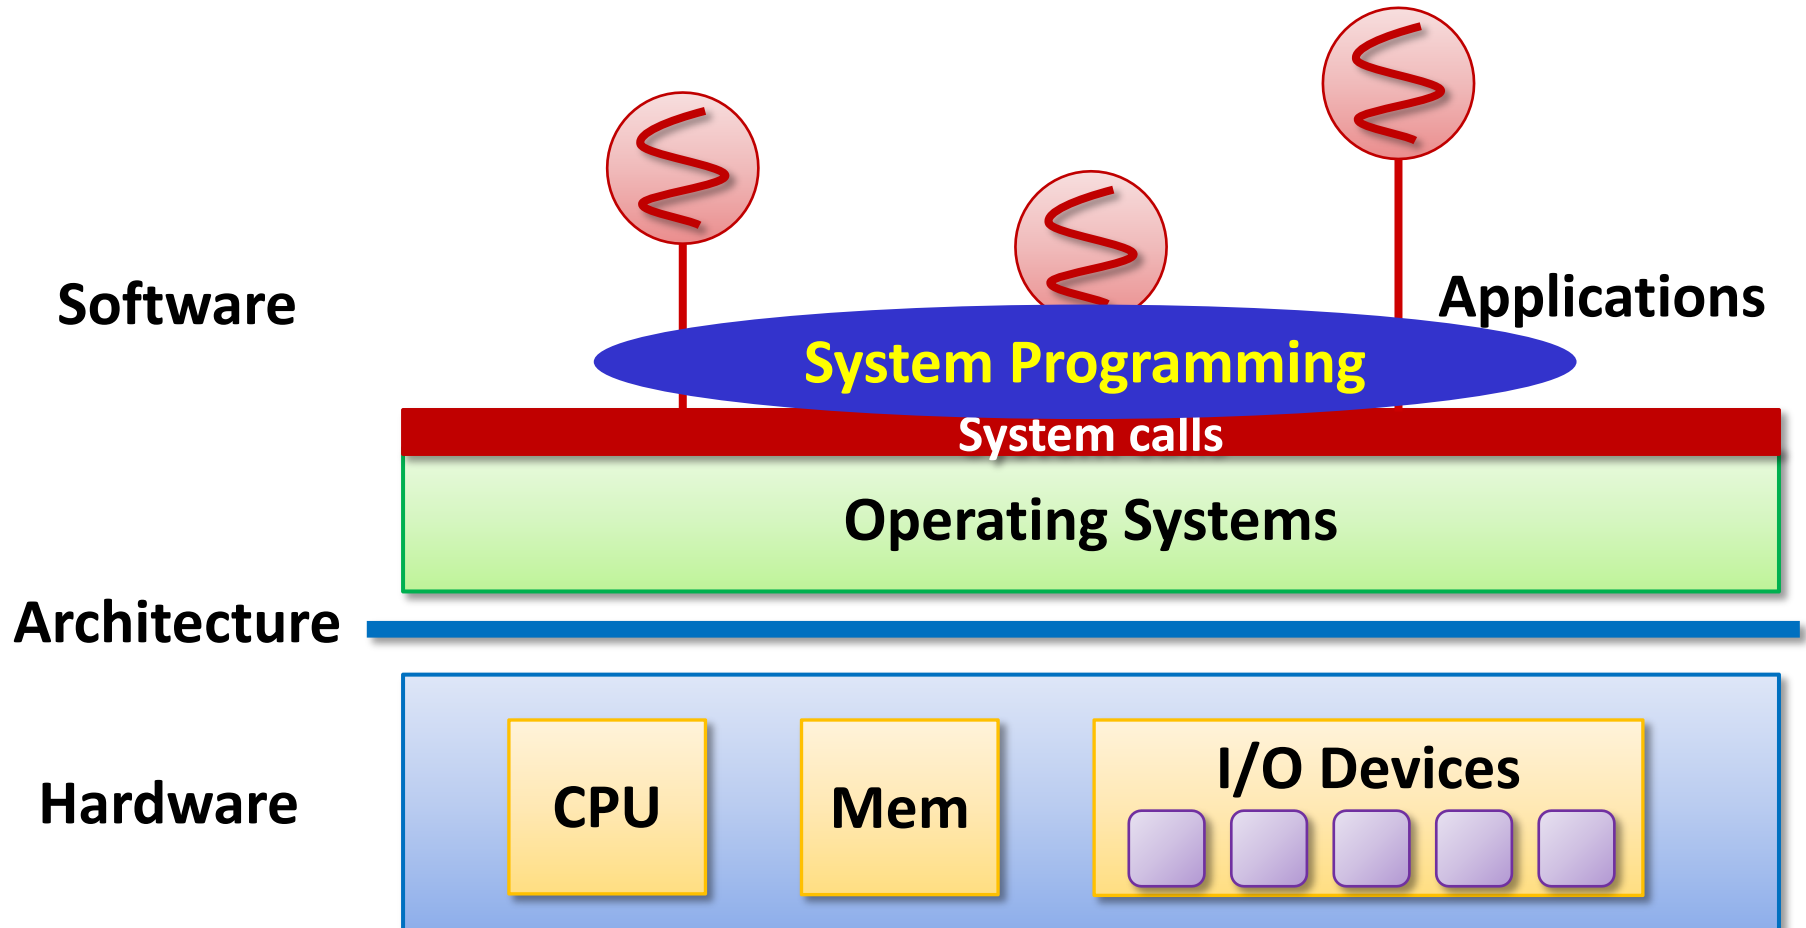 Software
Applications
System Programming
System calls
Operating Systems
Architecture
Hardware
CPU
Mem
I/O Devices